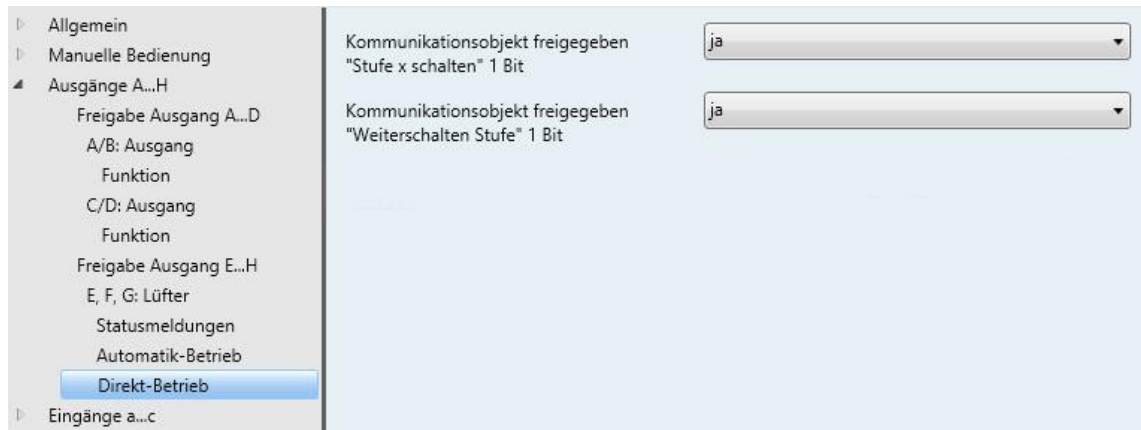 Allgemein
Manuelle Bedienung
Ausgänge A...H
Freigabe Ausgang A...D
A/B: Ausgang
Funktion
C/D: Ausgang
Funktion
Freigabe Ausgang E...H
E, F, G: Lüfter
Statusmeldungen
Automatik-Betrieb
Direkt-Betrieb
Eingänge a...c
Kommunikationsobjekt freigegeben
"Stufe x schalten" 1 Bit
ja
Kommunikationsobjekt freigegeben
"Weiterschalten Stufe" 1 Bit
ja